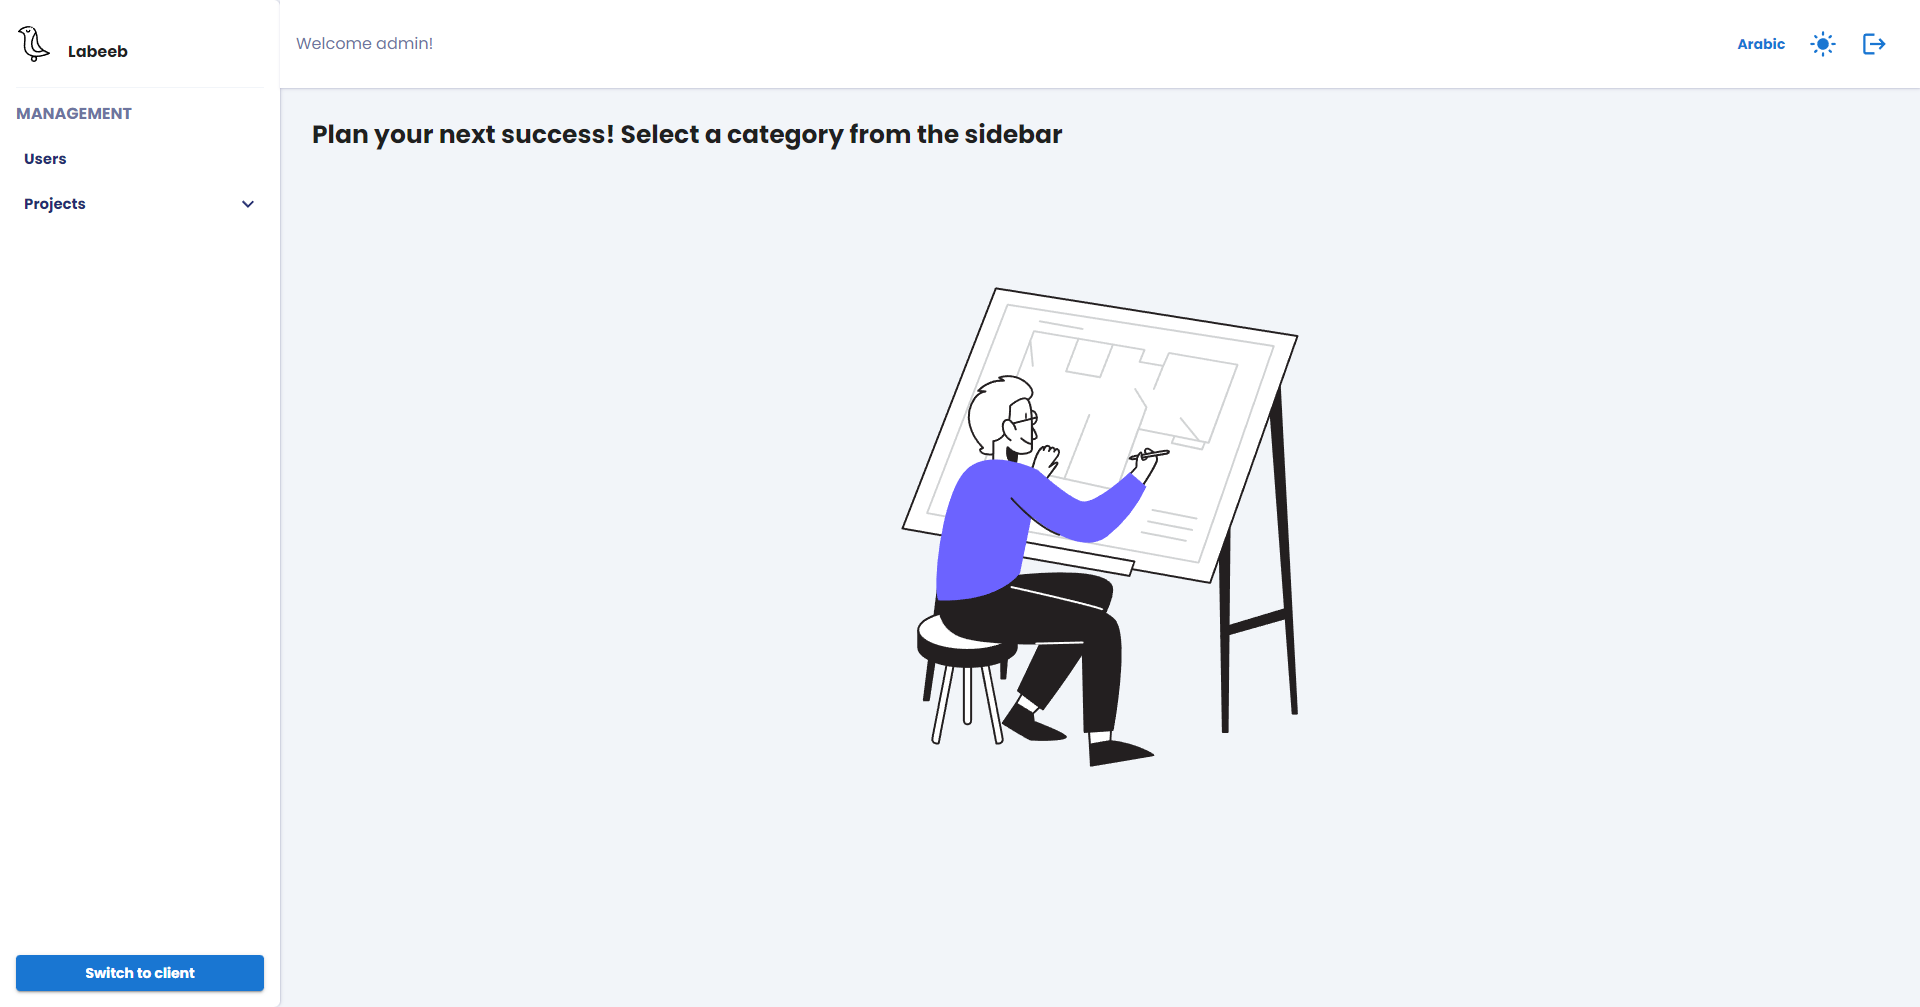 Labeeb
Welcome admin!
Arabic
MANAGEMENT
Users
Projects
Plan your next success! Select a category from the sidebar
Switch to client